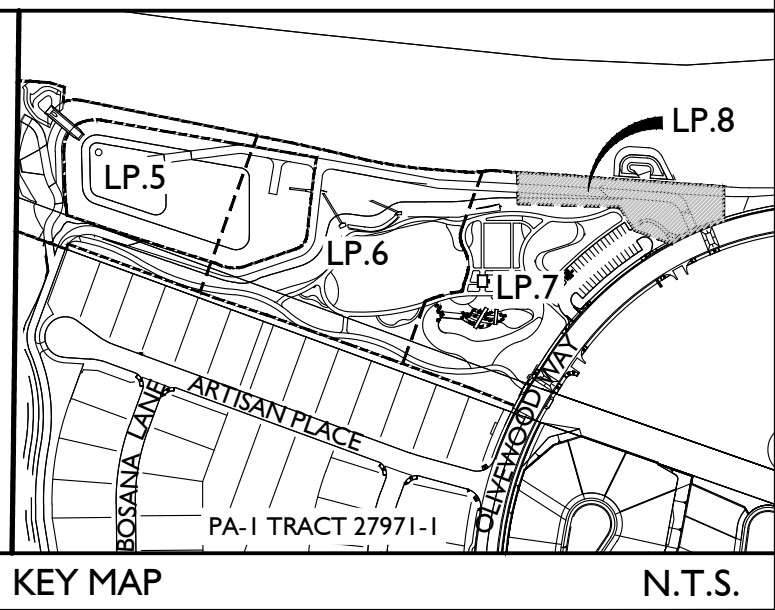 LP.8
LP.5
LP.6
LP.7
ARTISAN PLACE
BOSANA LANE
OLIVEWOOD WAY
PA-1 TRACT 27971-1
KEY MAP
N.T.S.